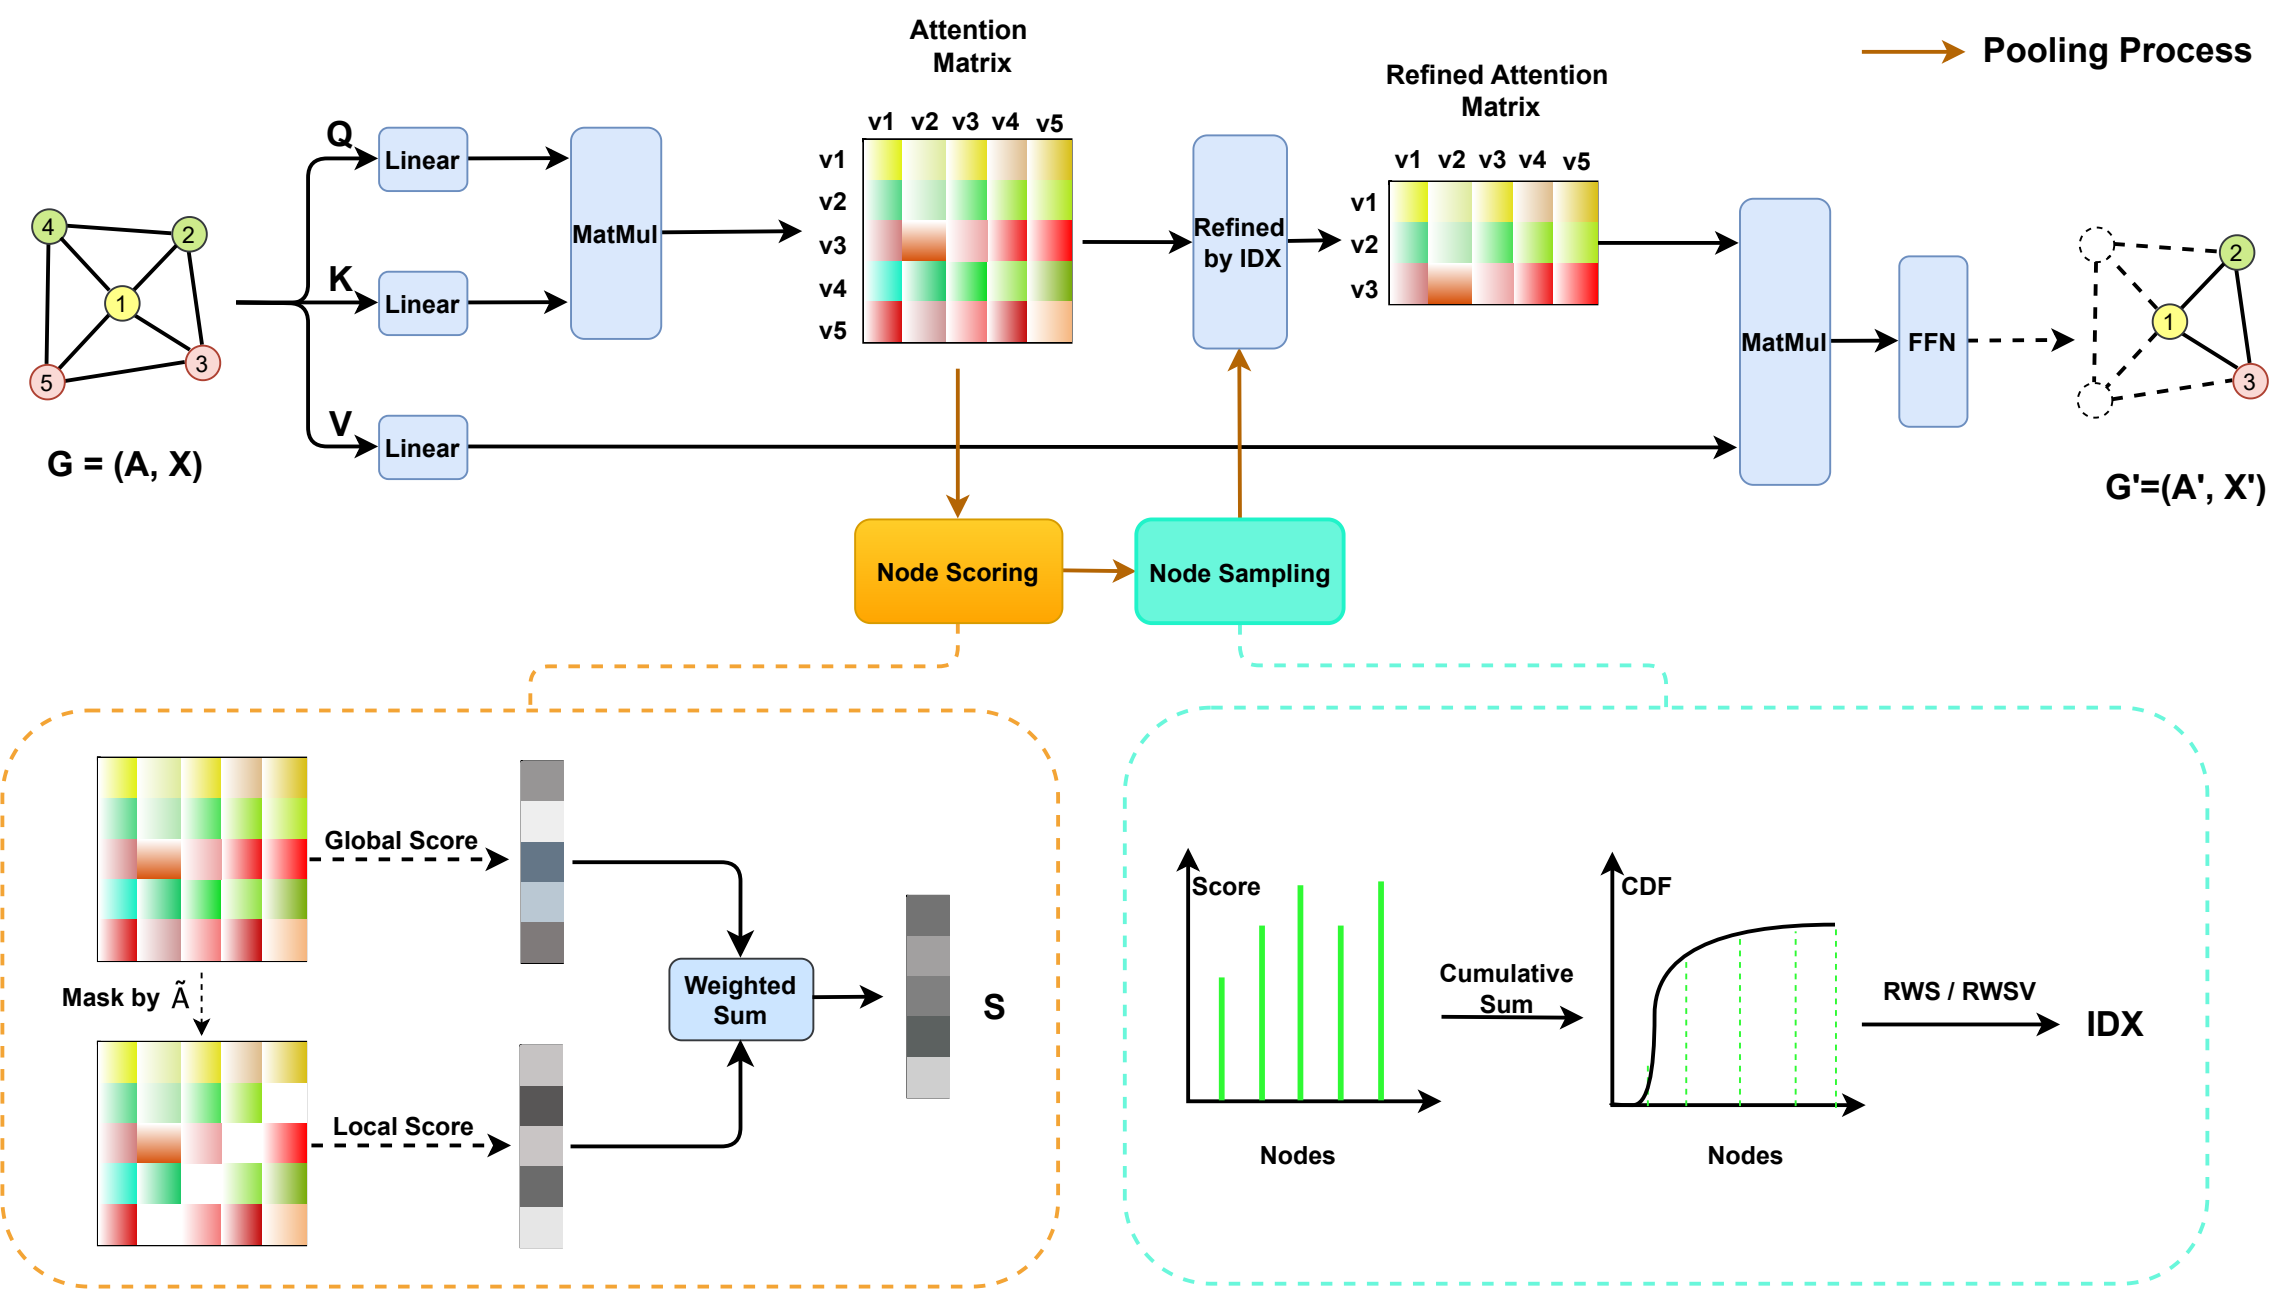 Attention
Matrix
Pooling Process
Refined Attention
Matrix
v1 v2 v3 v4 v5
v1
v2
v3
v4
v5
v1 v2 v3 v4 v5
v1
v2
v3
Q
Linear
K
Linear
V
Linear
MatMul
Refined
by IDX
MatMul
FFN
4
2
1
3
5
G = (A, X)
2
1
3
G'=(A', X')
Node Scoring
Node Sampling
Global Score
Mask by Ã
Local Score
Weighted
Sum
S
Score
Nodes
Cumulative
Sum
CDF
Nodes
RWS / RWSV
IDX